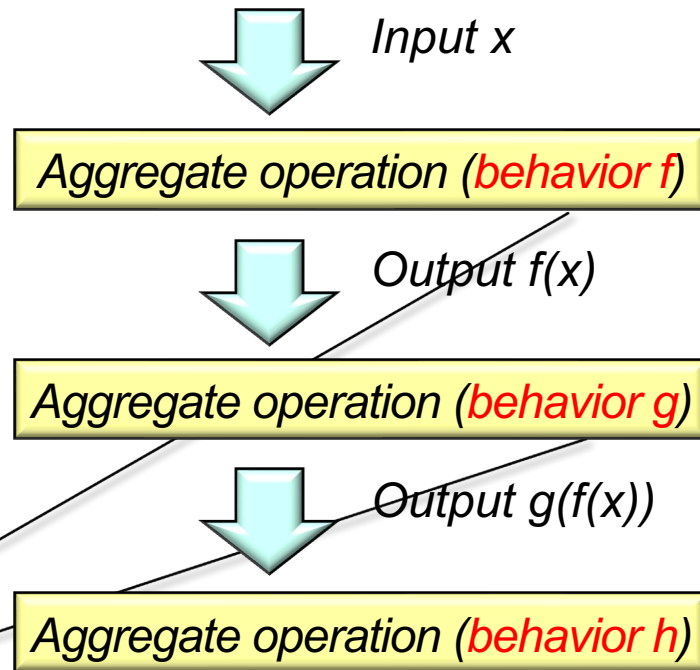 Input x
Aggregate operation (behavior f)
Output f(x)
Aggregate operation (behavior g)
Output g(f(x))
Aggregate operation (behavior h)